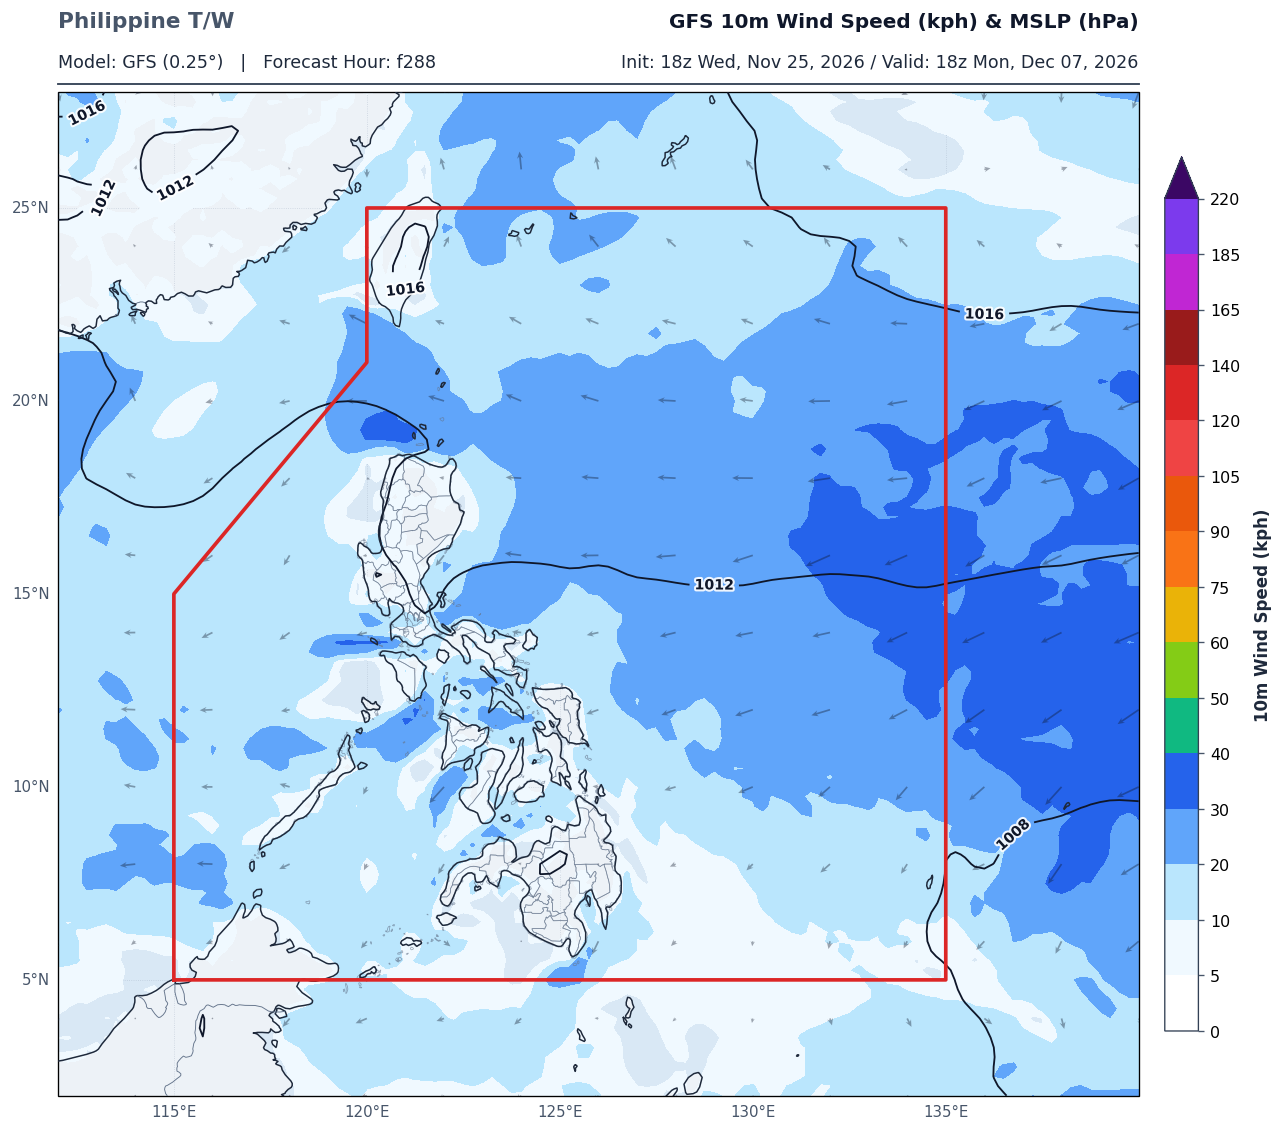 Philippine T/W
GFS 10m Wind Speed (kph) & MSLP (hPa)
Model: GFS (0.25°)   |   Forecast Hour: f288
Init: 18z Wed, Nov 25, 2026 / Valid: 18z Mon, Dec 07, 2026
1016
1012
1012
1016
1016
1012
1008
25°N
20°N
15°N
10°N
5°N
115°E
120°E
125°E
130°E
135°E
220
185
165
140
120
105
90
75
60
50
40
30
20
10
5
0
10m Wind Speed (kph)